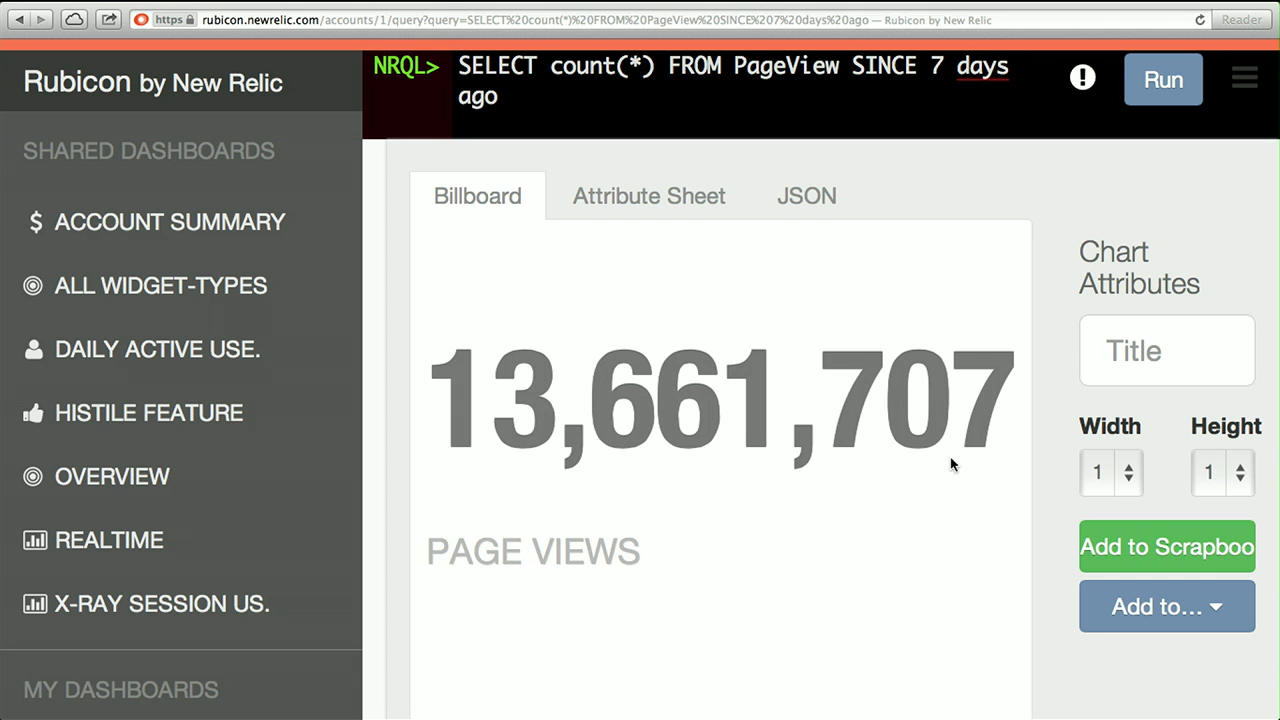 https rubicon.newrelic.com/accounts/1/query?query=SELECT%20count(*)%20FROM%20PageView%20SINCE%207%20days%20ago — Rubicon by New Relic
Reader
Rubicon by New Relic
NRQL> SELECT count(*) FROM PageView SINCE 7 days
ago
Run
SHARED DASHBOARDS
ACCOUNT SUMMARY
ALL WIDGET-TYPES
DAILY ACTIVE USE.
HISTILE FEATURE
OVERVIEW
REALTIME
X-RAY SESSION US.
MY DASHBOARDS
Billboard Attribute Sheet JSON
13,661,707
PAGE VIEWS
Chart
Attributes
Title
Width Height
1 1
Add to Scrapboo
Add to...